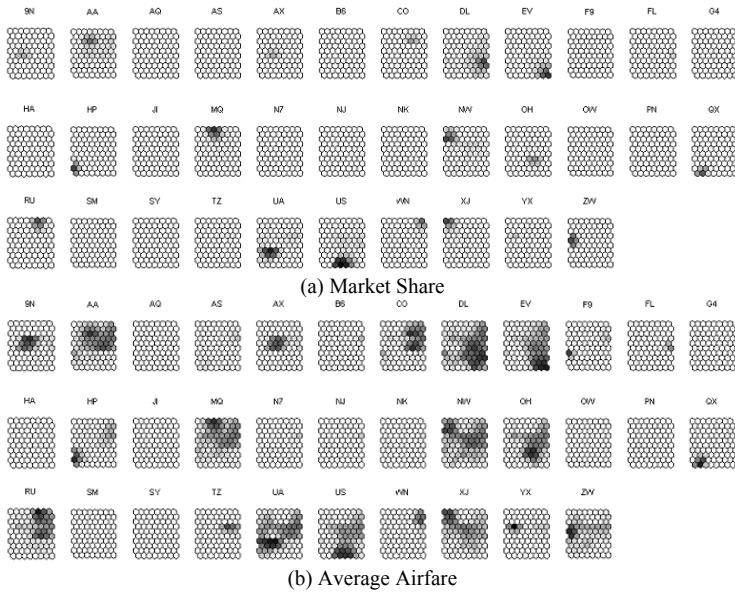 9N AA AQ AS AX B6 CO DL EV F9 FL G4
HA HP JI MQ N7 NJ NK NW OH OW PN QX
RU SM SY TZ UA US WN XJ YX ZW
(a) Market Share
9N AA AQ AS AX B6 CO DL EV F9 FL G4
HA HP JI MQ N7 NJ NK NW OH OW PN QX
RU SM SY TZ UA US WN XJ YX ZW
(b) Average Airfare